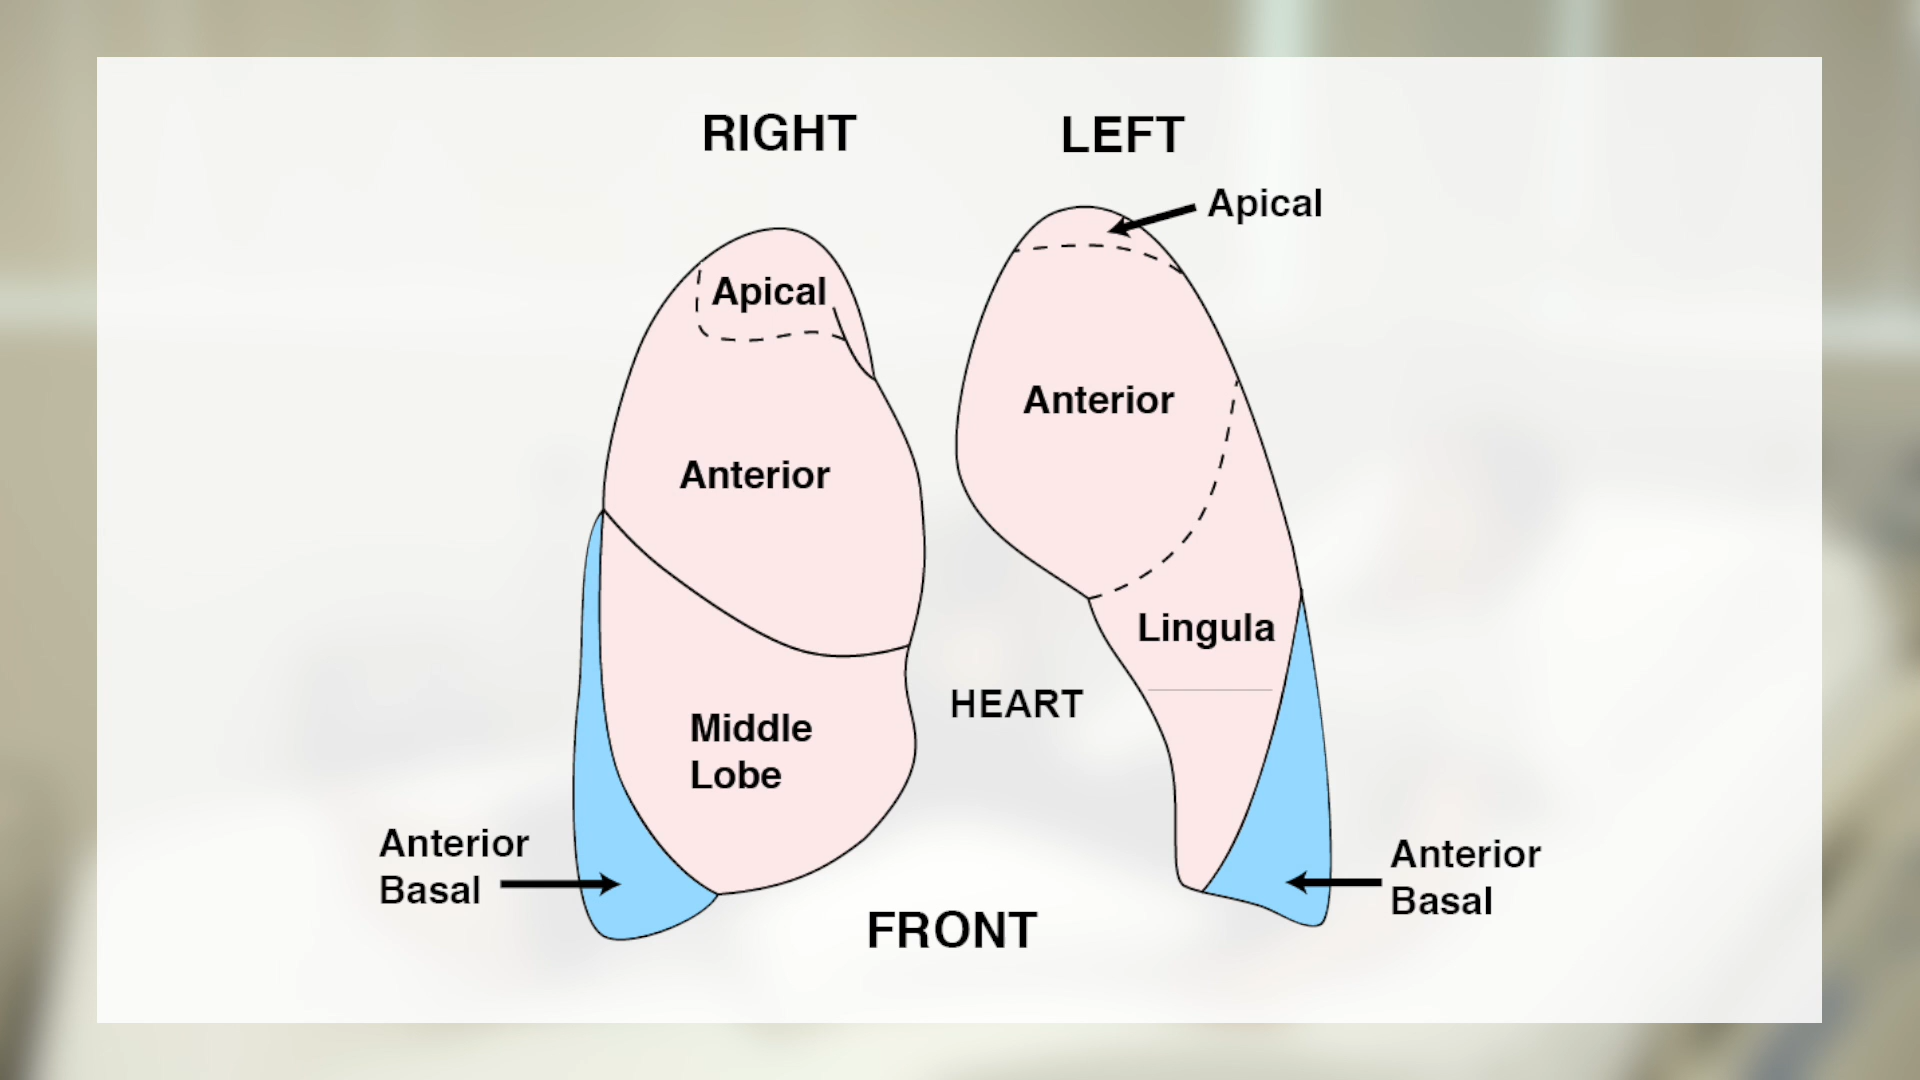 RIGHT
LEFT
Apical
Apical
Anterior
Anterior
Lingula
HEART
Middle
Lobe
Anterior
Basal
Anterior
Basal
FRONT